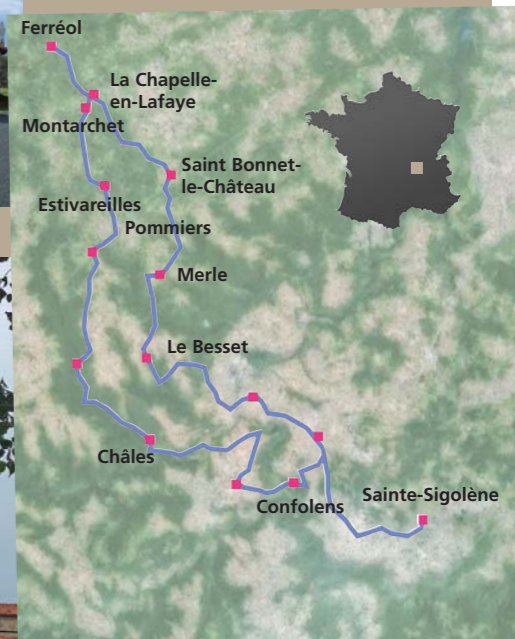 Ferréol
La Chapelle-
en-Lafaye
Montarchet
Saint Bonnet-
le-Château
Estivareilles
Pommiers
Merle
Le Besset
Châles
Sainte-Sigolène
Confolens